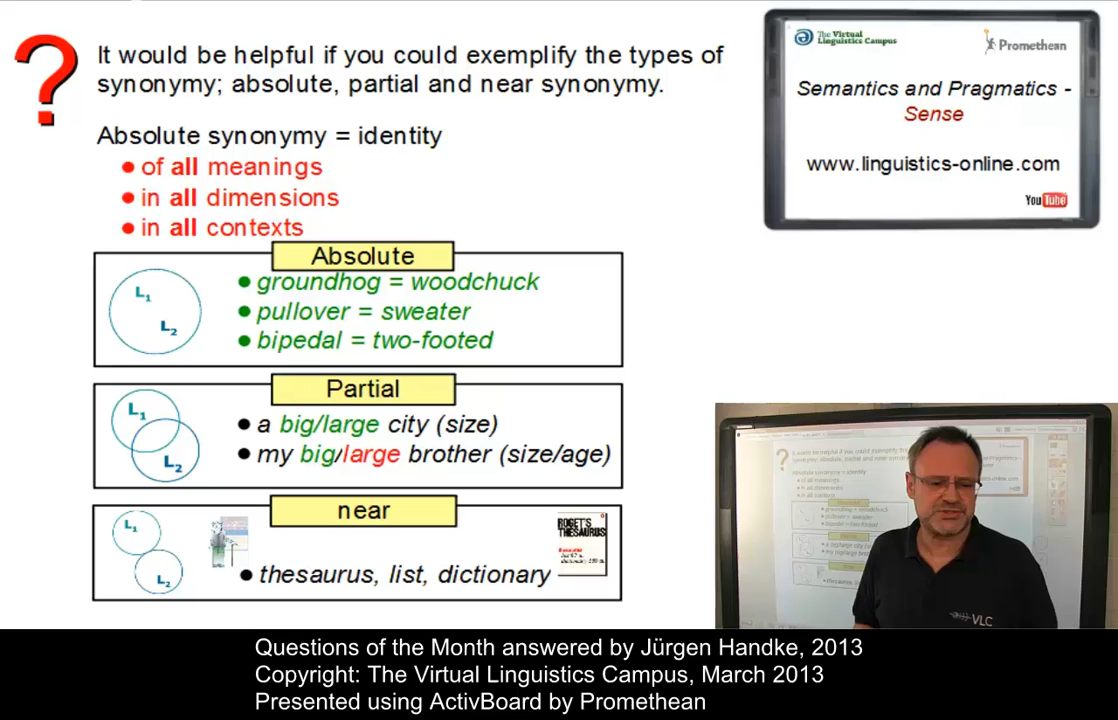 ?
It would be helpful if you could exemplify the types of
synonymy; absolute, partial and near synonymy.
Absolute synonymy = identity
• of all meanings
• in all dimensions
• in all contexts
Absolute
L1
L2
• groundhog = woodchuck
• pullover = sweater
• bipedal = two-footed
Partial
L1
L2
• a big/large city (size)
• my big/large brother (size/age)
near
L1
L2
• thesaurus, list, dictionary
ROGET'S
THESAURUS
The Virtual
Linguistics Campus
Promethean
Semantics and Pragmatics -
Sense
www.linguistics-online.com
YouTube
VLC
Questions of the Month answered by Jürgen Handke, 2013
Copyright: The Virtual Linguistics Campus, March 2013
Presented using ActivBoard by Promethean